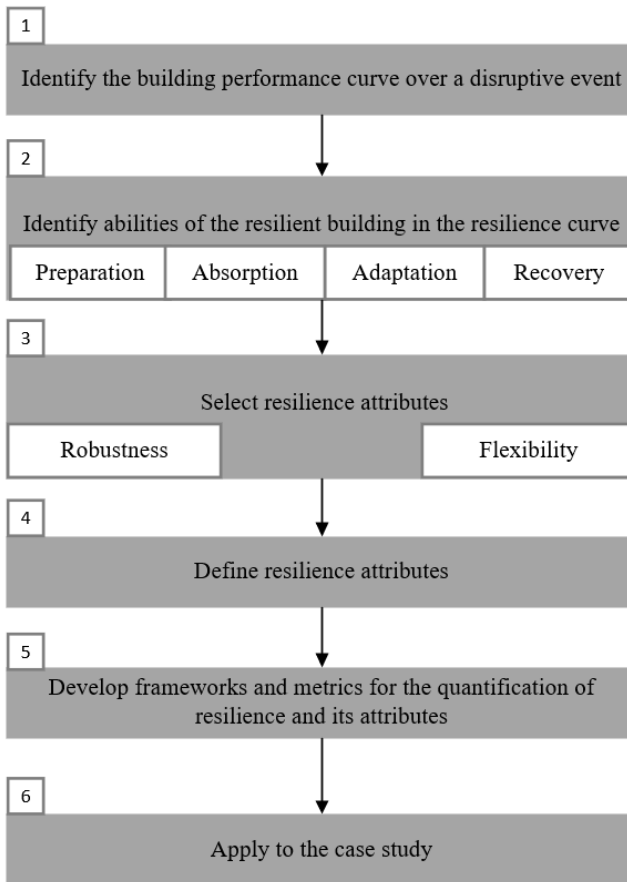 1
Identify the building performance curve over a disruptive event
2
Identify abilities of the resilient building in the resilience curve
Preparation Absorption Adaptation Recovery
3
Select resilience attributes
Robustness Flexibility
4
Define resilience attributes
5
Develop frameworks and metrics for the quantification of
resilience and its attributes
6
Apply to the case study